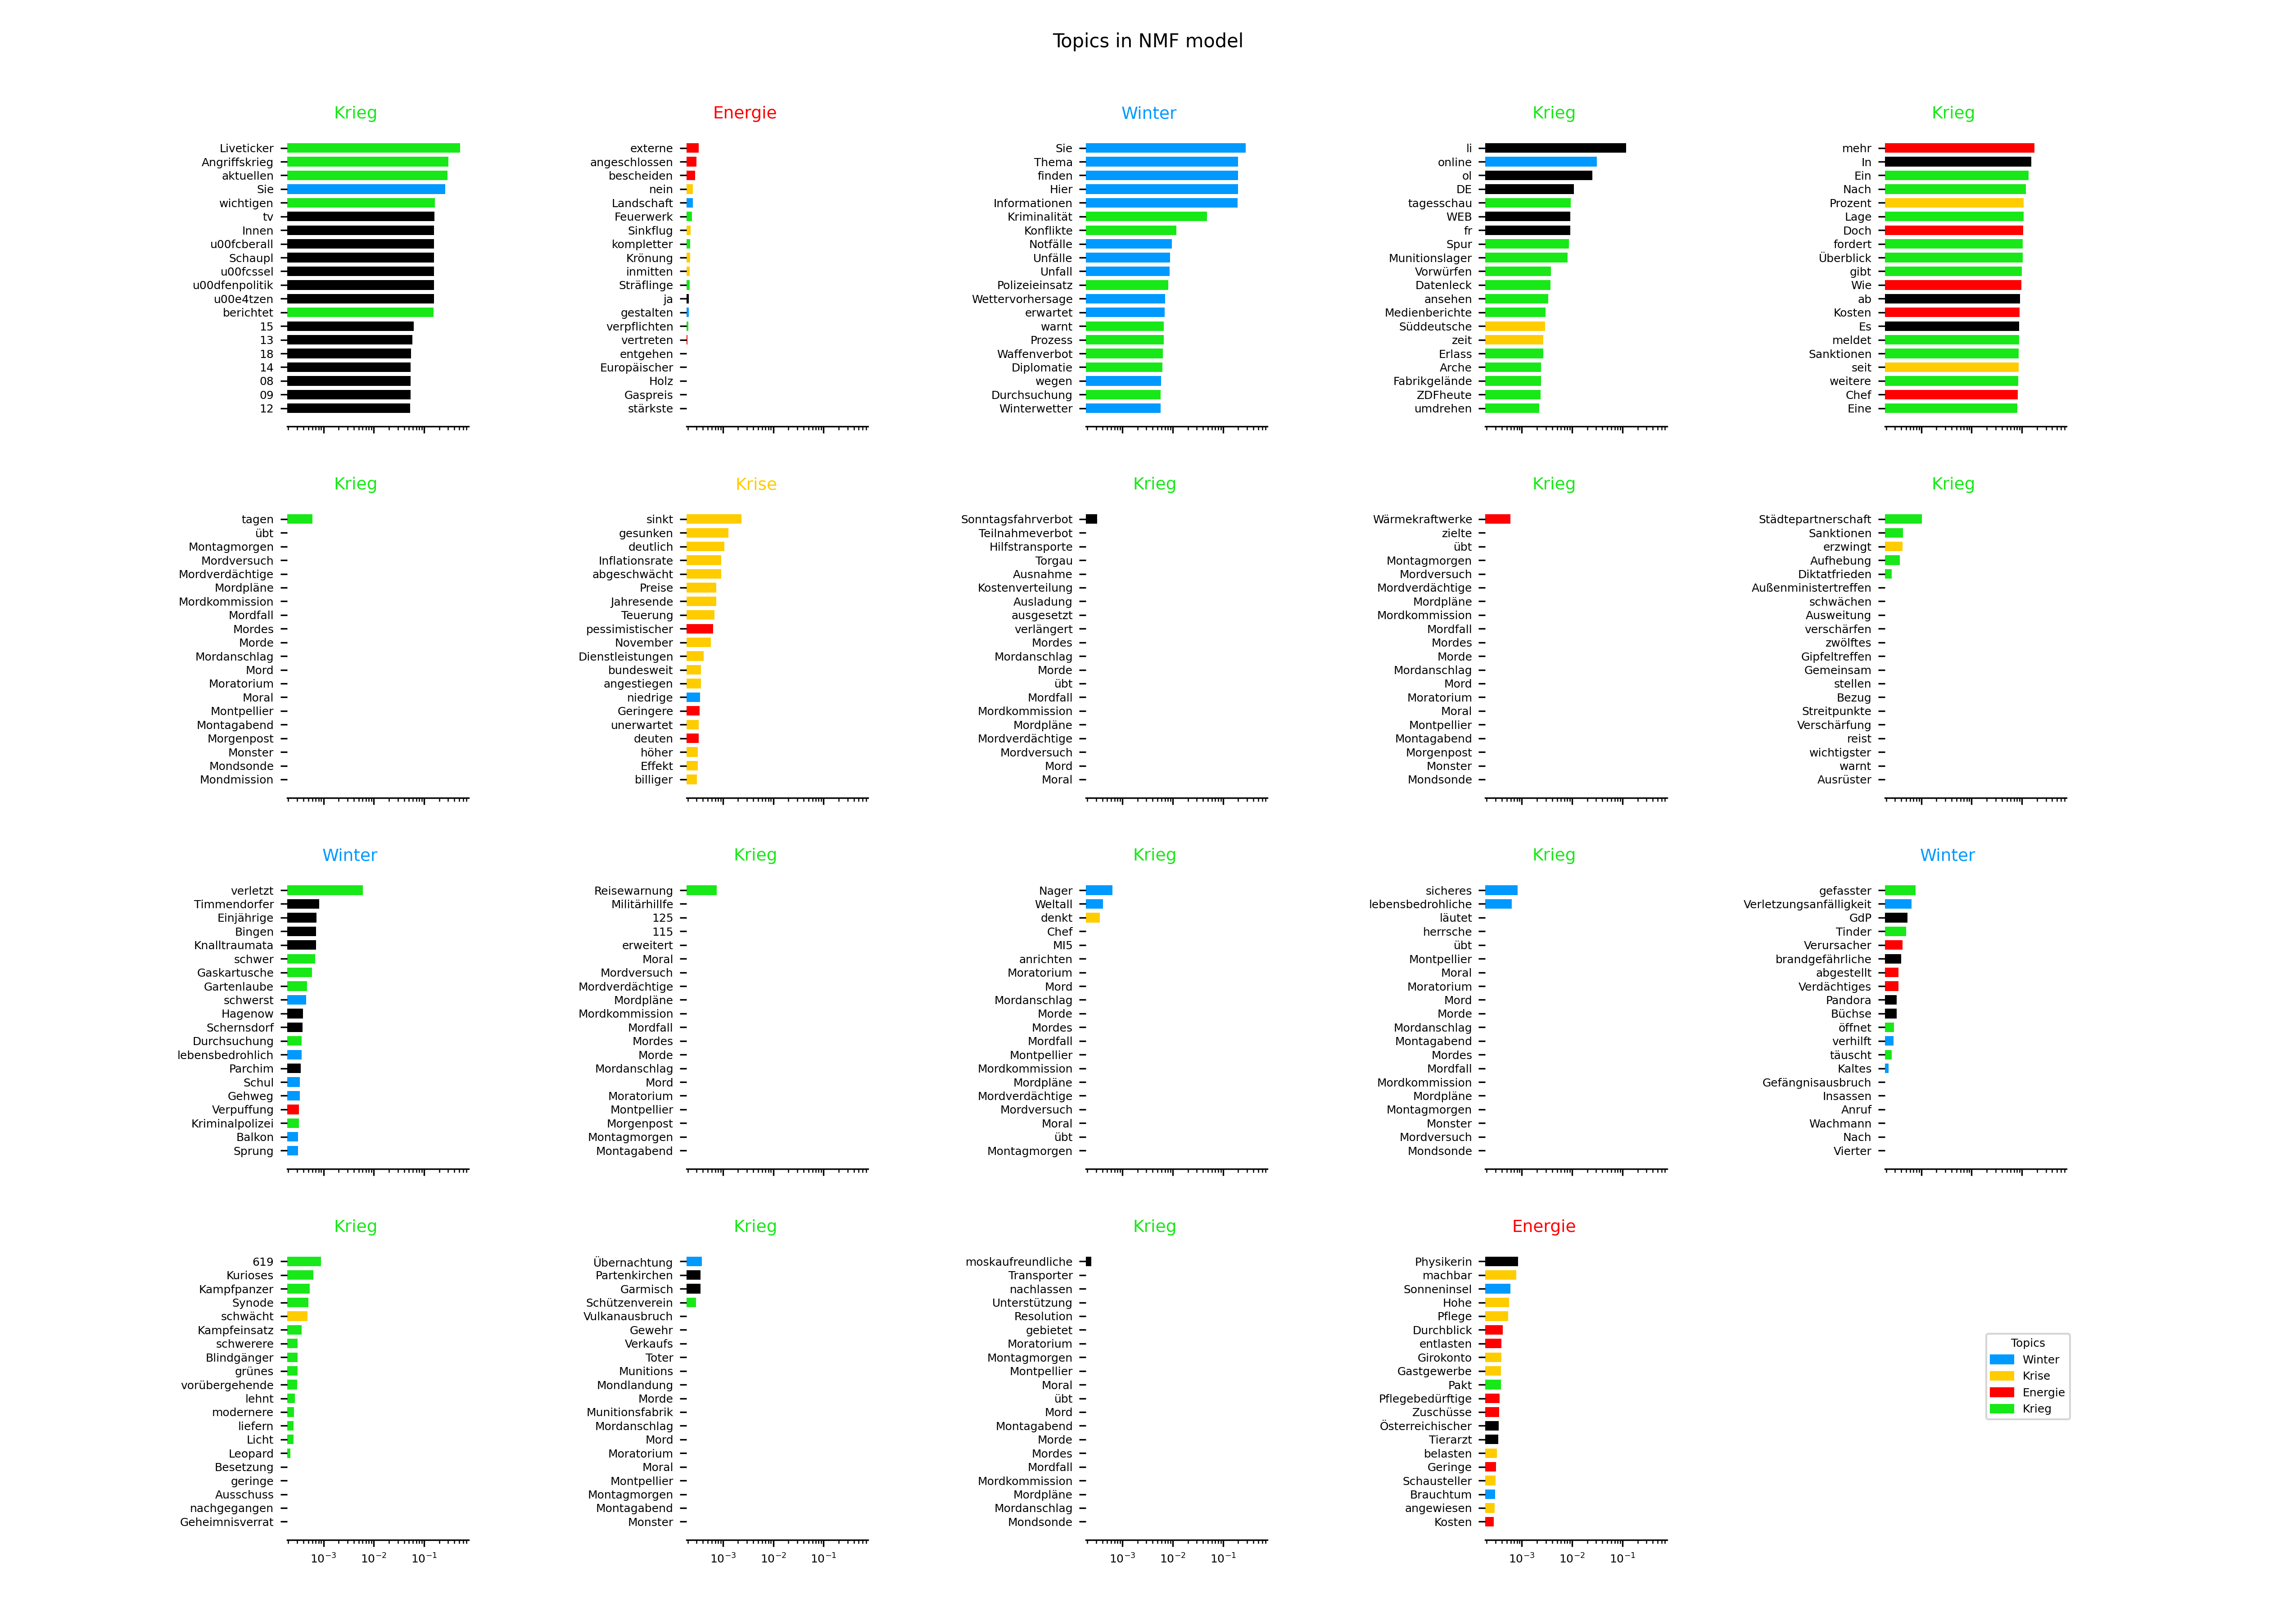 Topics in NMF model
Krieg
Liveticker
Angriffskrieg
aktuellen
Sie
wichtigen
tv
Innen
u00fcberall
Schaupl
u00fcssel
u00dfenpolitik
u00e4tzen
berichtet
15
13
18
14
08
09
12
Energie
externe
angeschlossen
bescheiden
nein
Landschaft
Feuerwerk
Sinkflug
kompletter
Krönung
inmitten
Sträflinge
ja
gestalten
verpflichten
vertreten
entgehen
Europäischer
Holz
Gaspreis
stärkste
Winter
Sie
Thema
finden
Hier
Informationen
Kriminalität
Konflikte
Notfälle
Unfälle
Unfall
Polizeieinsatz
Wettervorhersage
erwartet
warnt
Prozess
Waffenverbot
Diplomatie
wegen
Durchsuchung
Winterwetter
Krieg
li
online
ol
DE
tagesschau
WEB
fr
Spur
Munitionslager
Vorwürfen
Datenleck
ansehen
Medienberichte
Süddeutsche
zeit
Erlass
Arche
Fabrikgelände
ZDFheute
umdrehen
Krieg
mehr
In
Ein
Nach
Prozent
Lage
Doch
fordert
Überblick
gibt
Wie
ab
Kosten
Es
meldet
Sanktionen
seit
weitere
Chef
Eine
Krieg
tagen
übt
Montagmorgen
Mordversuch
Mordverdächtige
Mordpläne
Mordkommission
Mordfall
Mordes
Morde
Mordanschlag
Mord
Moratorium
Moral
Montpellier
Montagabend
Morgenpost
Monster
Mondsonde
Mondmission
Krise
sinkt
gesunken
deutlich
Inflationsrate
abgeschwächt
Preise
Jahresende
Teuerung
pessimistischer
November
Dienstleistungen
bundesweit
angestiegen
niedrige
Geringere
unerwartet
deuten
höher
Effekt
billiger
Krieg
Sonntagsfahrverbot
Teilnahmeverbot
Hilfstransporte
Torgau
Ausnahme
Kostenverteilung
Ausladung
ausgesetzt
verlängert
Mordes
Mordanschlag
Morde
übt
Mordfall
Mordkommission
Mordpläne
Mordverdächtige
Mordversuch
Mord
Moral
Krieg
Wärmekraftwerke
zielte
übt
Montagmorgen
Mordversuch
Mordverdächtige
Mordpläne
Mordkommission
Mordfall
Mordes
Morde
Mordanschlag
Mord
Moratorium
Moral
Montpellier
Montagabend
Morgenpost
Monster
Mondsonde
Krieg
Städtepartnerschaft
Sanktionen
erzwingt
Aufhebung
Diktatfrieden
Außenministertreffen
schwächen
Ausweitung
verschärfen
zwölftes
Gipfeltreffen
Gemeinsam
stellen
Bezug
Streitpunkte
Verschärfung
reist
wichtigster
warnt
Ausrüster
Winter
verletzt
Timmendorfer
Einjährige
Bingen
Knalltraumata
schwer
Gaskartusche
Gartenlaube
schwerst
Hagenow
Schernsdorf
Durchsuchung
lebensbedrohlich
Parchim
Schul
Gehweg
Verpuffung
Kriminalpolizei
Balkon
Sprung
Krieg
Reisewarnung
Militärhillfe
125
115
erweitert
Moral
Mordversuch
Mordverdächtige
Mordpläne
Mordkommission
Mordfall
Mordes
Morde
Mordanschlag
Mord
Moratorium
Montpellier
Morgenpost
Montagmorgen
Montagabend
Krieg
Nager
Weltall
denkt
Chef
MI5
anrichten
Moratorium
Mord
Mordanschlag
Morde
Mordes
Mordfall
Montpellier
Mordkommission
Mordpläne
Mordverdächtige
Mordversuch
Moral
übt
Montagmorgen
Krieg
sicheres
lebensbedrohliche
läutet
herrsche
übt
Montpellier
Moral
Moratorium
Mord
Morde
Mordanschlag
Montagabend
Mordes
Mordfall
Mordkommission
Mordpläne
Montagmorgen
Monster
Mordversuch
Mondsonde
Winter
gefasster
Verletzungsanfälligkeit
GdP
Tinder
Verursacher
brandgefährliche
abgestellt
Verdächtiges
Pandora
Büchse
öffnet
verhilft
täuscht
Kaltes
Gefängnisausbruch
Insassen
Anruf
Wachmann
Nach
Vierter
Krieg
619
Kurioses
Kampfpanzer
Synode
schwächt
Kampfeinsatz
schwerere
Blindgänger
grünes
vorübergehende
lehnt
modernere
liefern
Licht
Leopard
Besetzung
geringe
Ausschuss
nachgegangen
Geheimnisverrat
10⁻³ 10⁻² 10⁻¹
Krieg
Übernachtung
Partenkirchen
Garmisch
Schützenverein
Vulkanausbruch
Gewehr
Verkaufs
Toter
Munitions
Mondlandung
Morde
Munitionsfabrik
Mordanschlag
Mord
Moratorium
Moral
Montpellier
Montagmorgen
Montagabend
Monster
10⁻³ 10⁻² 10⁻¹
Krieg
moskaufreundliche
Transporter
nachlassen
Unterstützung
Resolution
gebietet
Moratorium
Montagmorgen
Montpellier
Moral
übt
Mord
Montagabend
Morde
Mordes
Mordfall
Mordkommission
Mordpläne
Mordanschlag
Mondsonde
10⁻³ 10⁻² 10⁻¹
Energie
Physikerin
machbar
Sonneninsel
Hohe
Pflege
Durchblick
entlasten
Girokonto
Gastgewerbe
Pakt
Pflegebedürftige
Zuschüsse
Österreichischer
Tierarzt
belasten
Geringe
Schausteller
Brauchtum
angewiesen
Kosten
10⁻³ 10⁻² 10⁻¹
Topics
Winter
Krise
Energie
Krieg